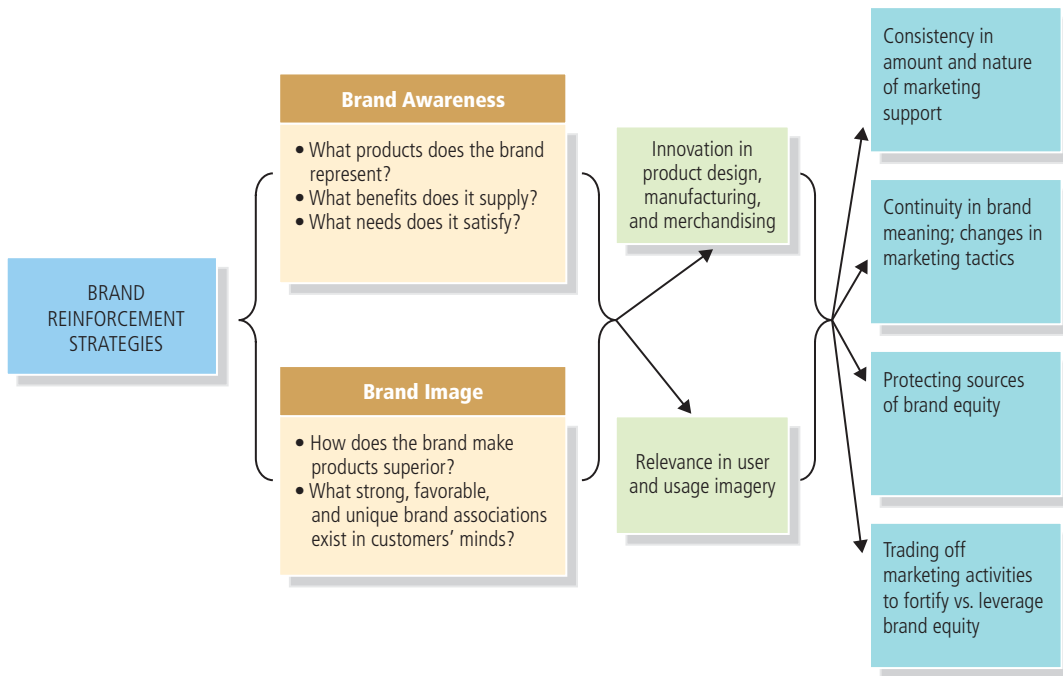 BRAND
REINFORCEMENT
STRATEGIES
Brand Awareness
• What products does the brand
represent?
• What benefits does it supply?
• What needs does it satisfy?
Brand Image
• How does the brand make
products superior?
• What strong, favorable,
and unique brand associations
exist in customers’ minds?
Innovation in
product design,
manufacturing,
and merchandising
Relevance in user
and usage imagery
Consistency in
amount and nature
of marketing
support
Continuity in brand
meaning; changes in
marketing tactics
Protecting sources
of brand equity
Trading off
marketing activities
to fortify vs. leverage
brand equity